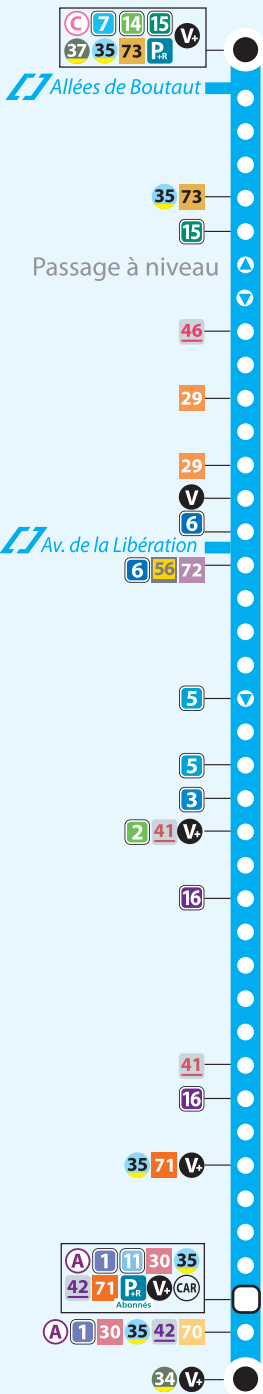 C 7 14 15 V+
37 35 73 P+R
Allées de Boutaut
35 73
15
Passage à niveau
46
29
29
V
6
Av. de la Libération
6 56 72
5
5
3
2 41 V+
16
41
16
35 71 V+
A 1 11 30 35
42 71 P+R V+ CAR
Abonnés
A 1 30 35 42 70
34 V+